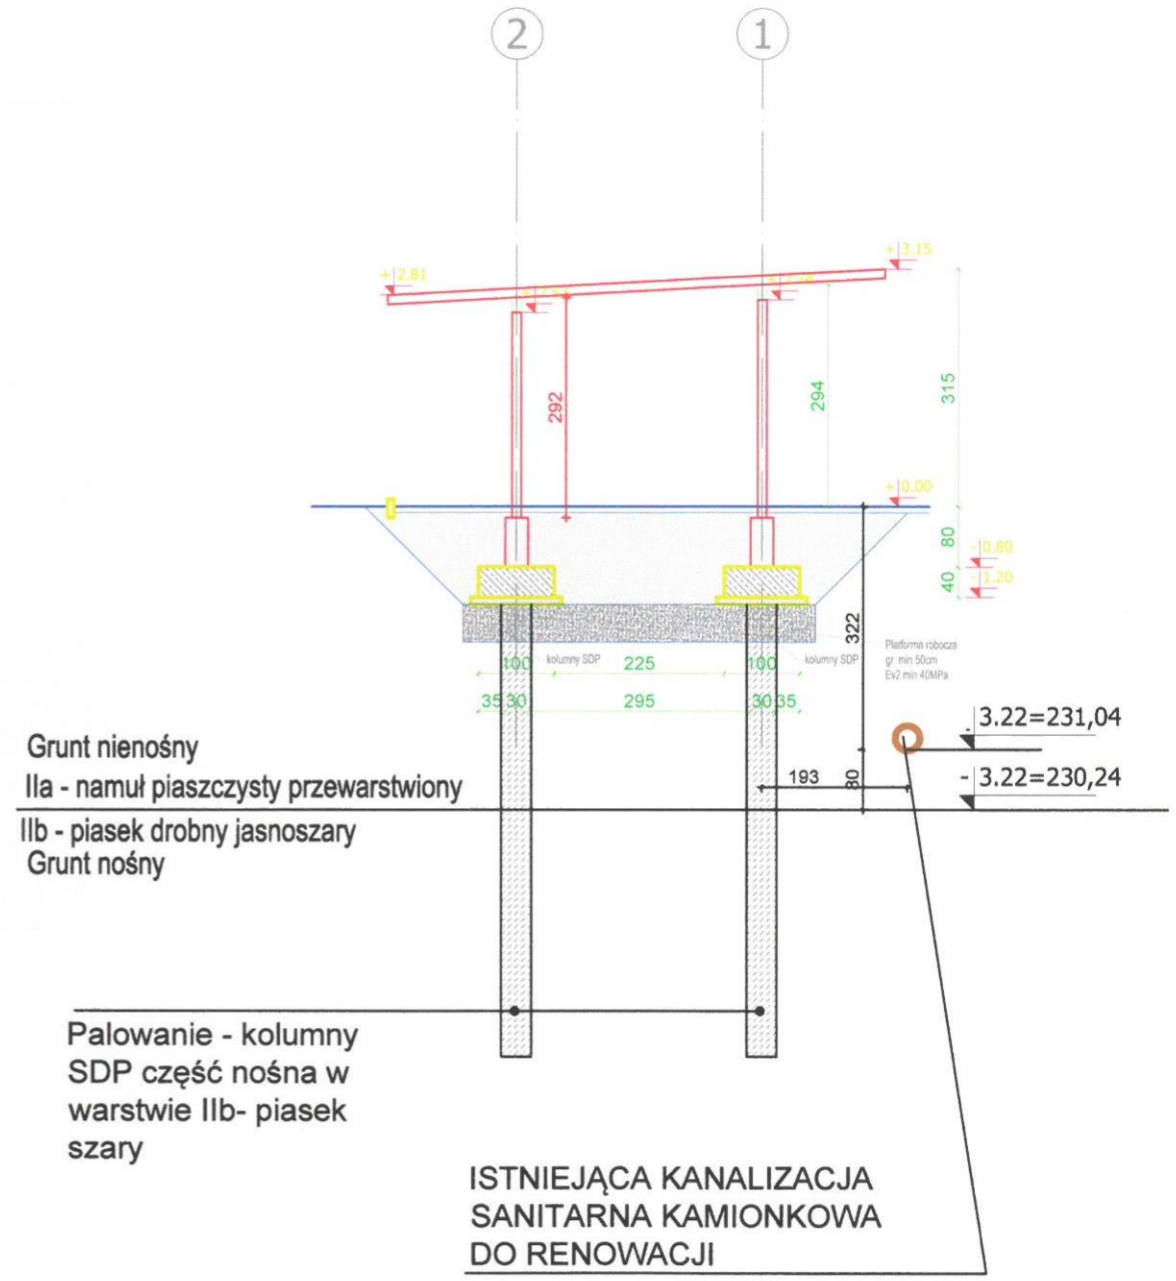 2
1
+3.15
+2.81
292
294
315
+0.00
80
-0.80
40
-1.20
322
Platforma robocza
gr. min 50cm
Ev2 min 40MPa
kolumny SDP
kolumny SDP
100
225
100
35 30
295
30 35
- 3.22=231,04
Grunt nienośny
IIa - namuł piaszczysty przewarstwiony
193
80
- 3.22=230,24
IIb - piasek drobny jasnoszary
Grunt nośny
Palowanie - kolumny
SDP część nośna w
warstwie IIb- piasek
szary
ISTNIEJĄCA KANALIZACJA
SANITARNA KAMIONKOWA
DO RENOWACJI